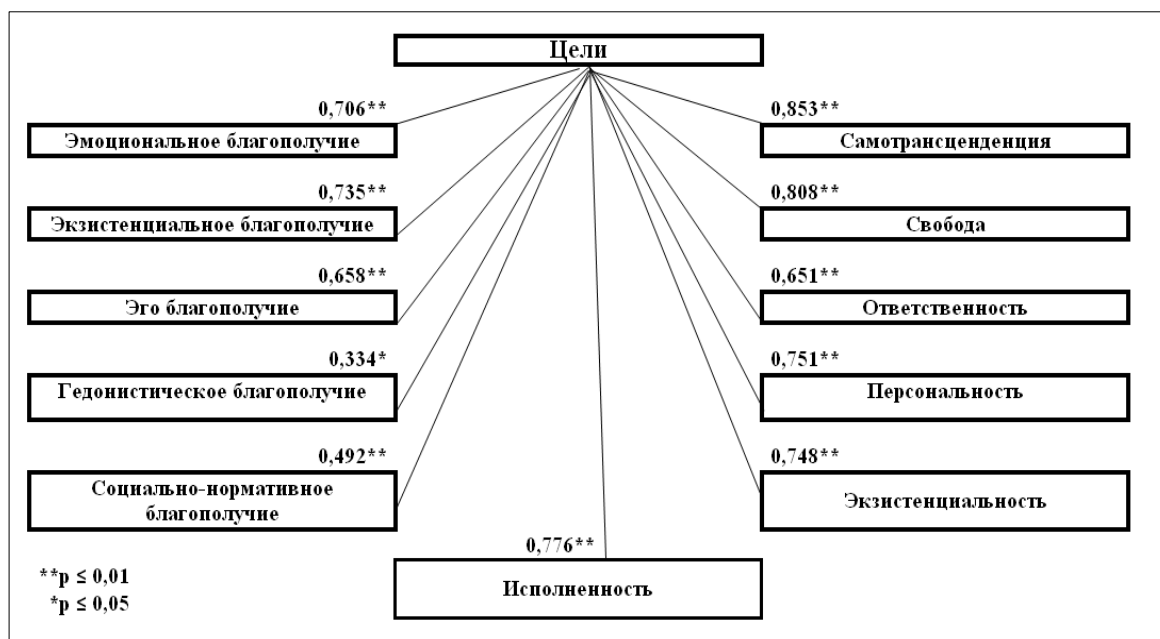 Цели
0,706**
0,853**
Эмоциональное благополучие
Самотрансценденция
0,735**
0,808**
Экзистенциальное благополучие
Свобода
0,658**
0,651**
Эго благополучие
Ответственность
0,334*
0,751**
Гедонистическое благополучие
Персональность
0,492**
0,748**
Социально-нормативное
благополучие
Экзистенциальность
0,776**
Исполненность
**p ≤ 0,01
*p ≤ 0,05